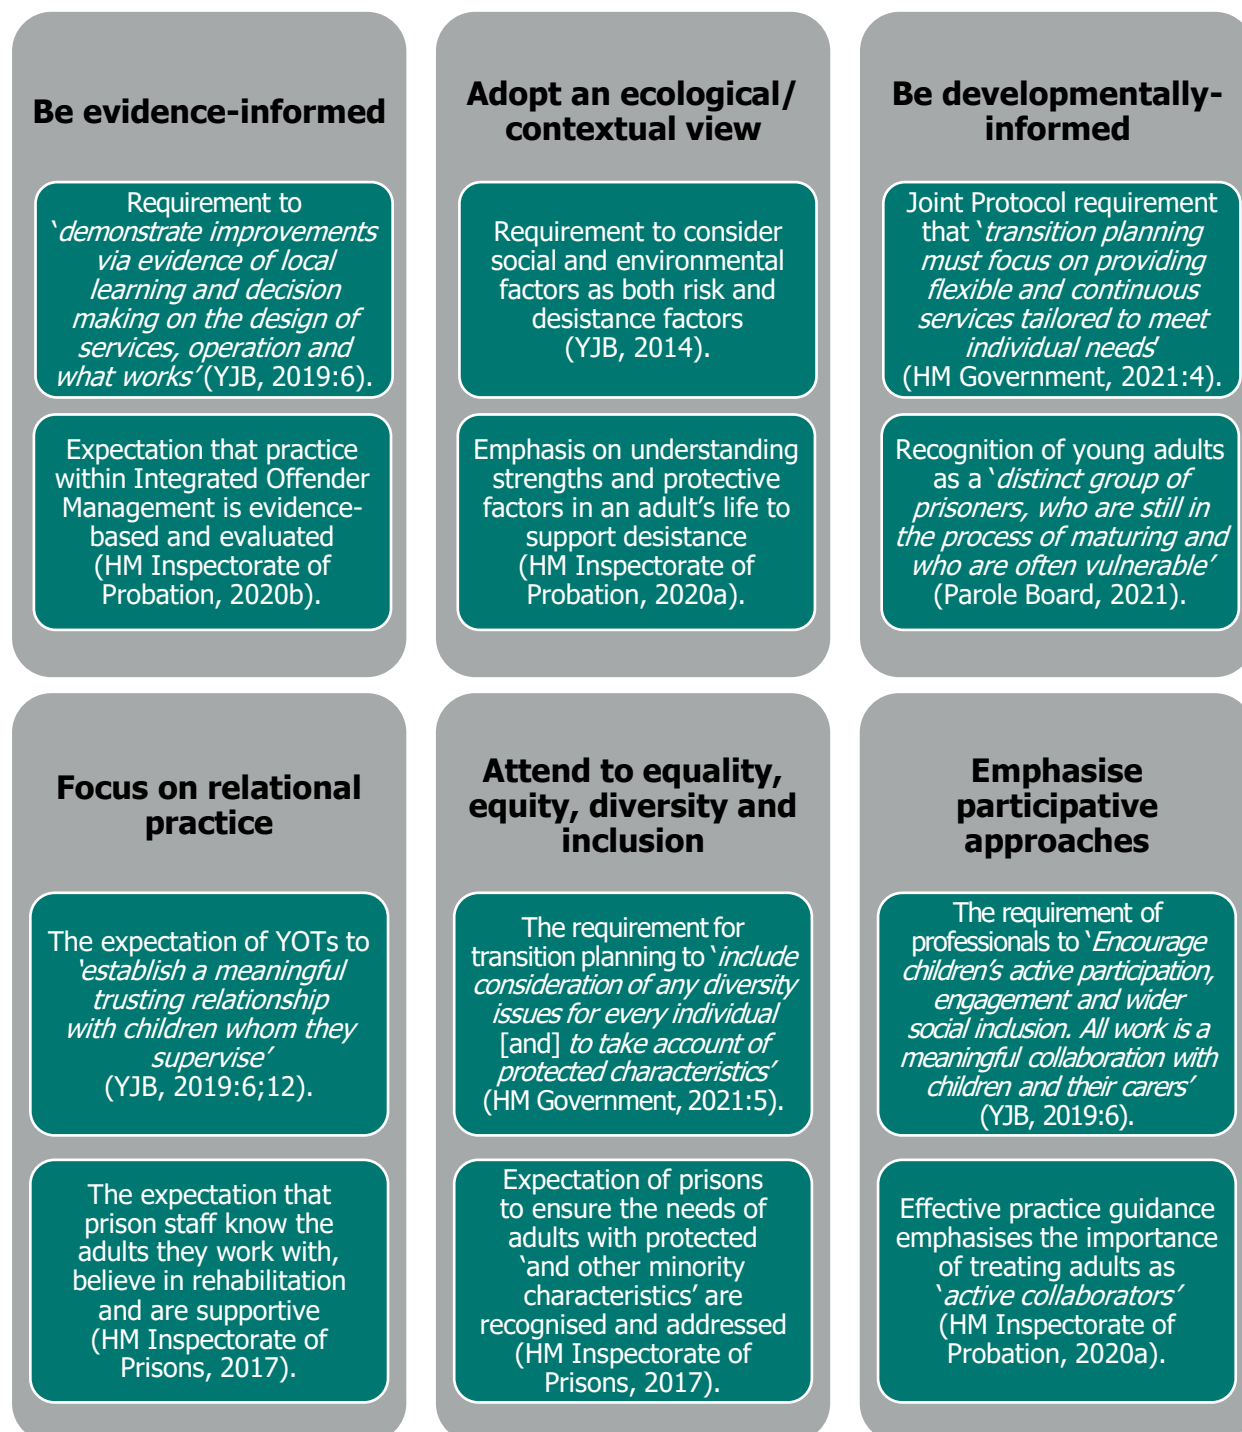 Be evidence-informed
Requirement to
‘demonstrate improvements
via evidence of local
learning and decision
making on the design of
services, operation and
what works’ (YJB, 2019:6).
Expectation that practice
within Integrated Offender
Management is evidence-
based and evaluated
(HM Inspectorate of
Probation, 2020b).
Adopt an ecological/
contextual view
Requirement to consider
social and environmental
factors as both risk and
desistance factors
(YJB, 2014).
Emphasis on understanding
strengths and protective
factors in an adult’s life to
support desistance
(HM Inspectorate of
Probation, 2020a).
Be developmentally-
informed
Joint Protocol requirement
that ‘transition planning
must focus on providing
flexible and continuous
services tailored to meet
individual needs’
(HM Government, 2021:4).
Recognition of young adults
as a ‘distinct group of
prisoners, who are still in
the process of maturing and
who are often vulnerable’
(Parole Board, 2021).
Focus on relational
practice
The expectation of YOTs to
‘establish a meaningful
trusting relationship
with children whom they
supervise’
(YJB, 2019:6;12).
The expectation that
prison staff know the
adults they work with,
believe in rehabilitation
and are supportive
(HM Inspectorate of
Prisons, 2017).
Attend to equality,
equity, diversity and
inclusion
The requirement for
transition planning to ‘include
consideration of any diversity
issues for every individual
[and] to take account of
protected characteristics’
(HM Government, 2021:5).
Expectation of prisons
to ensure the needs of
adults with protected
‘and other minority
characteristics’ are
recognised and addressed
(HM Inspectorate of
Prisons, 2017).
Emphasise
participative
approaches
The requirement of
professionals to ‘Encourage
children’s active participation,
engagement and wider
social inclusion. All work is a
meaningful collaboration with
children and their carers’
(YJB, 2019:6).
Effective practice guidance
emphasises the importance
of treating adults as
‘active collaborators’
(HM Inspectorate of
Probation, 2020a).